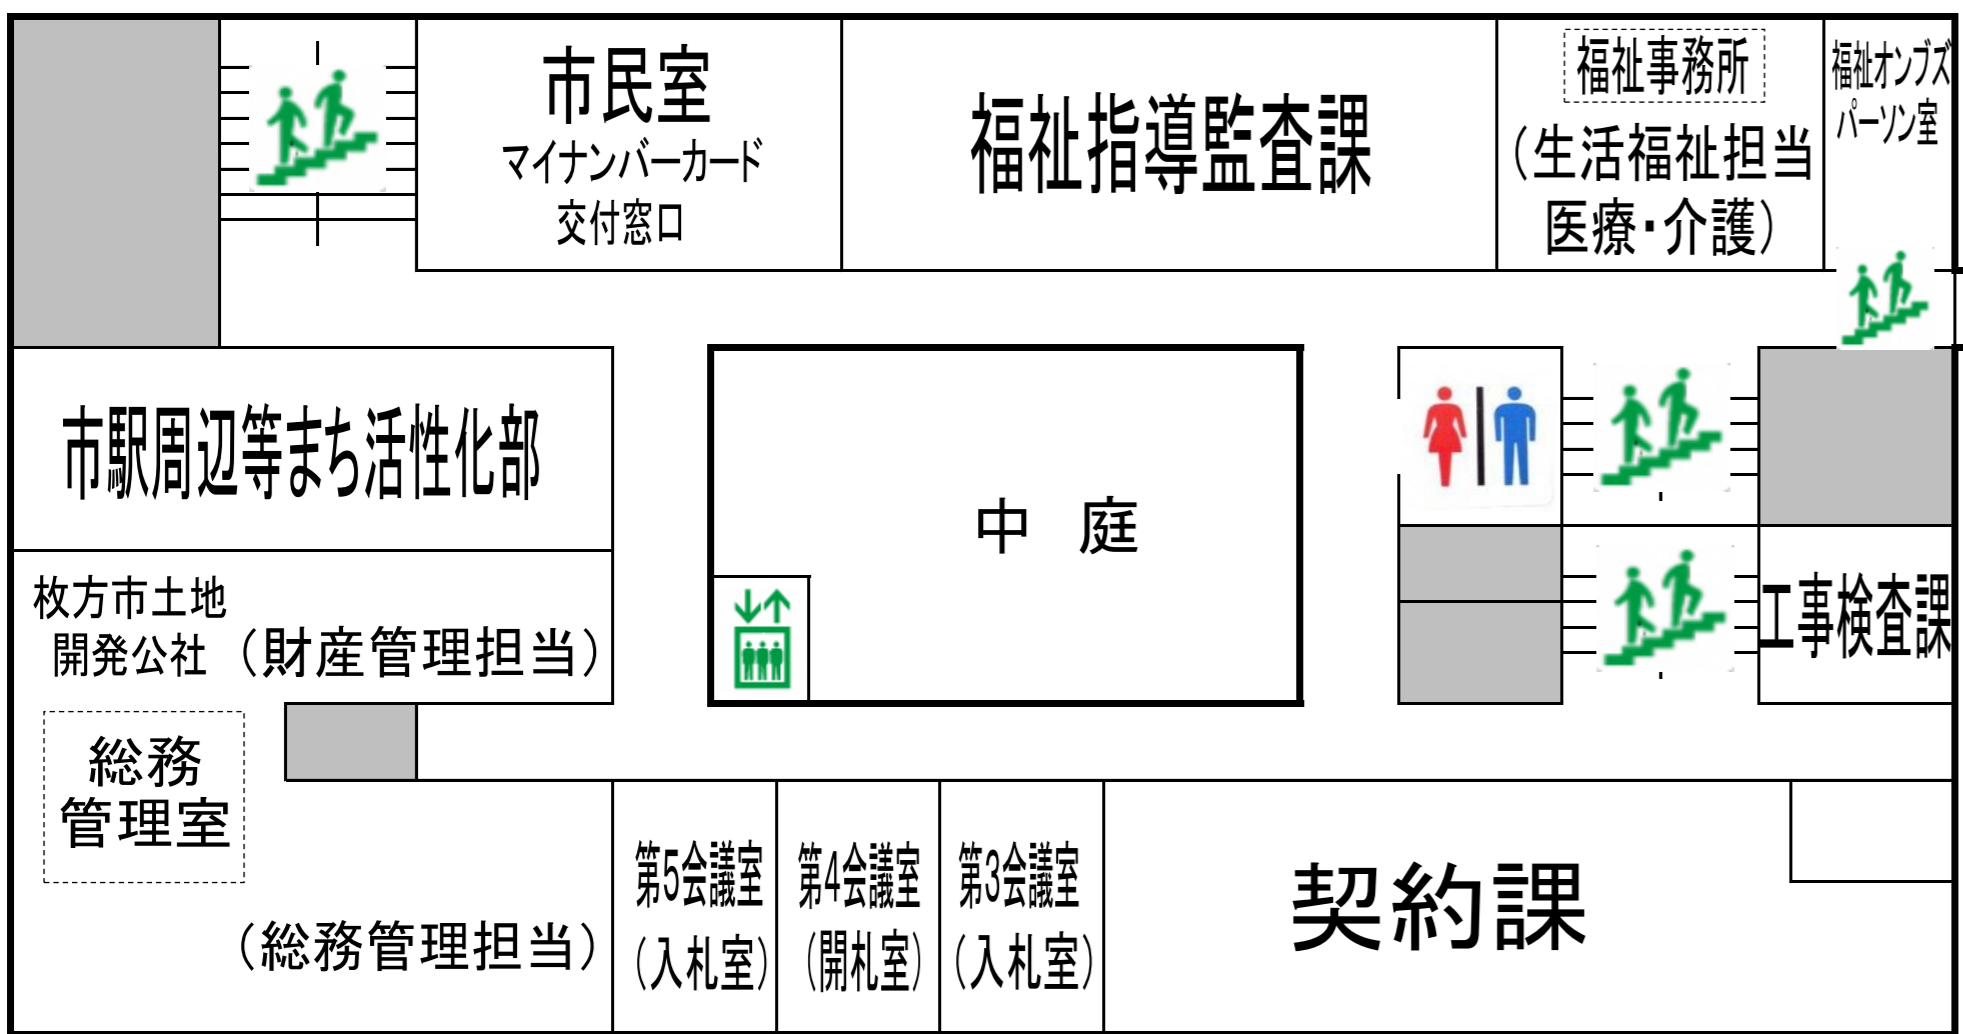 市民室
マイナンバーカード
交付窓口
福祉指導監査課
福祉事務所
（生活福祉担当
医療・介護）
福祉オンブズ
パーソン室
市駅周辺等まち活性化部
中　庭
枚方市土地
開発公社
（財産管理担当）
工事検査課
総務
管理室
（総務管理担当）
第5会議室
（入札室）
第4会議室
（開札室）
第3会議室
（入札室）
契約課